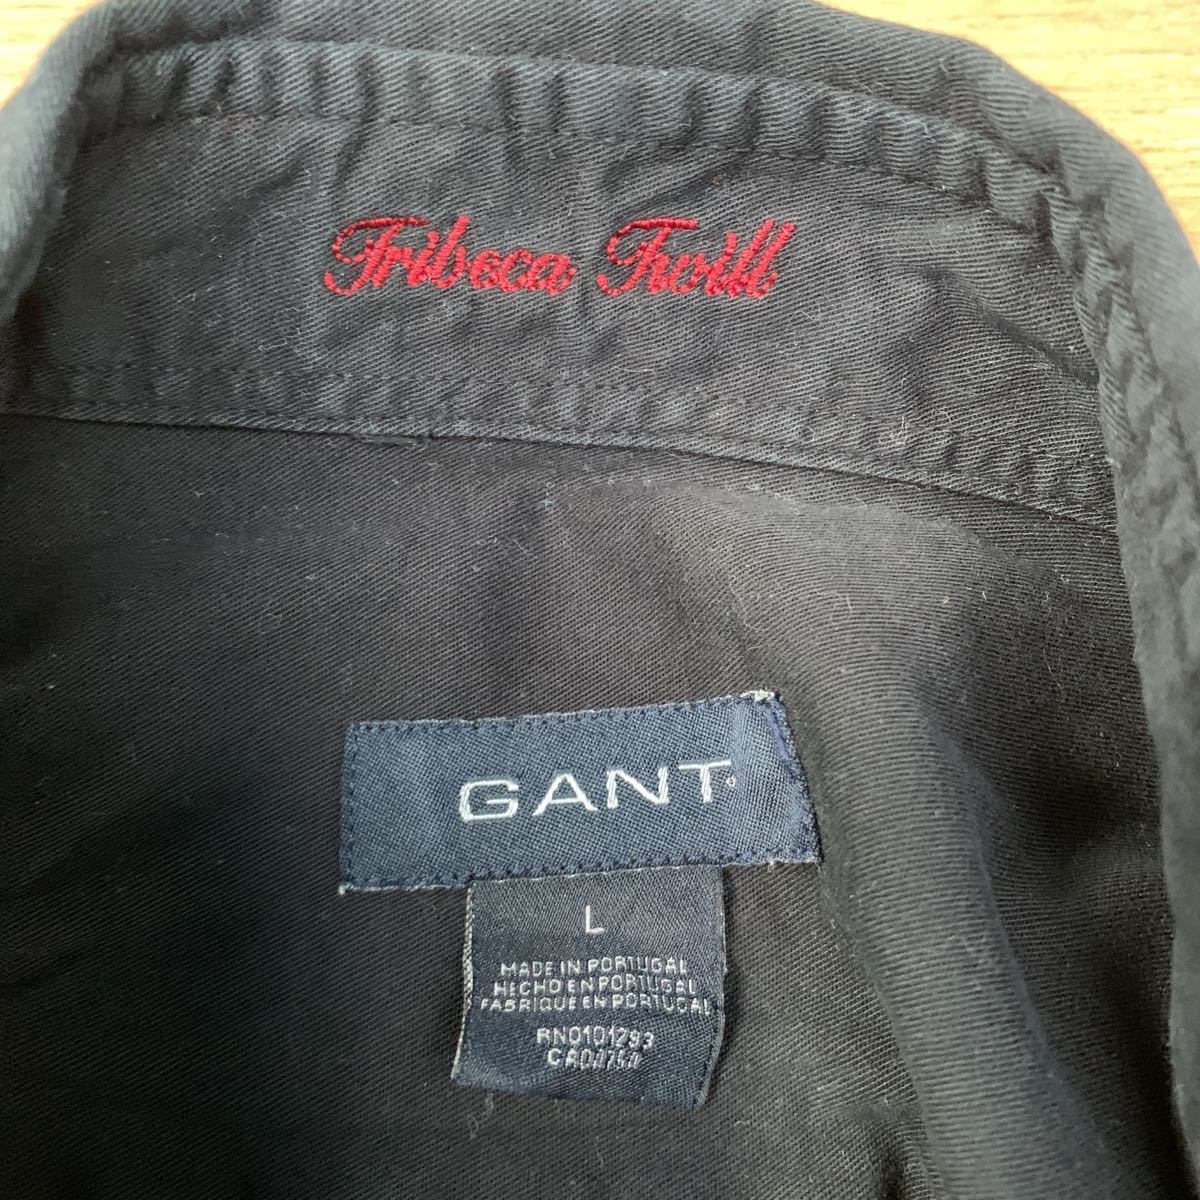 Tribeca Twill
GANT
L
MADE IN PORTUGAL
HECHO EN PORTUGAL
FABRIQUE EN PORTUGAL
RN0101293